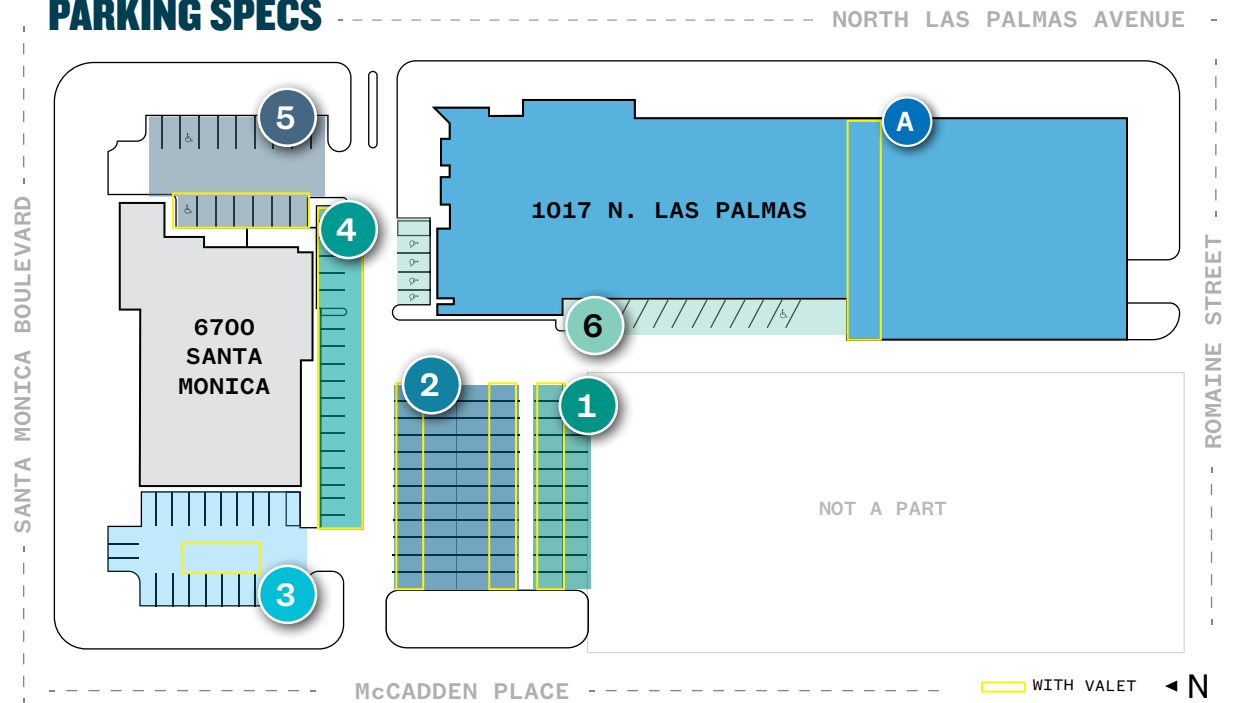 PARKING SPECS
NORTH LAS PALMAS AVENUE
5
A
1017 N. LAS PALMAS
4
SANTA MONICA BOULEVARD
ROMAINE STREET
6700
SANTA
MONICA
6
2
1
NOT A PART
3
McCADDEN PLACE
WITH VALET
N